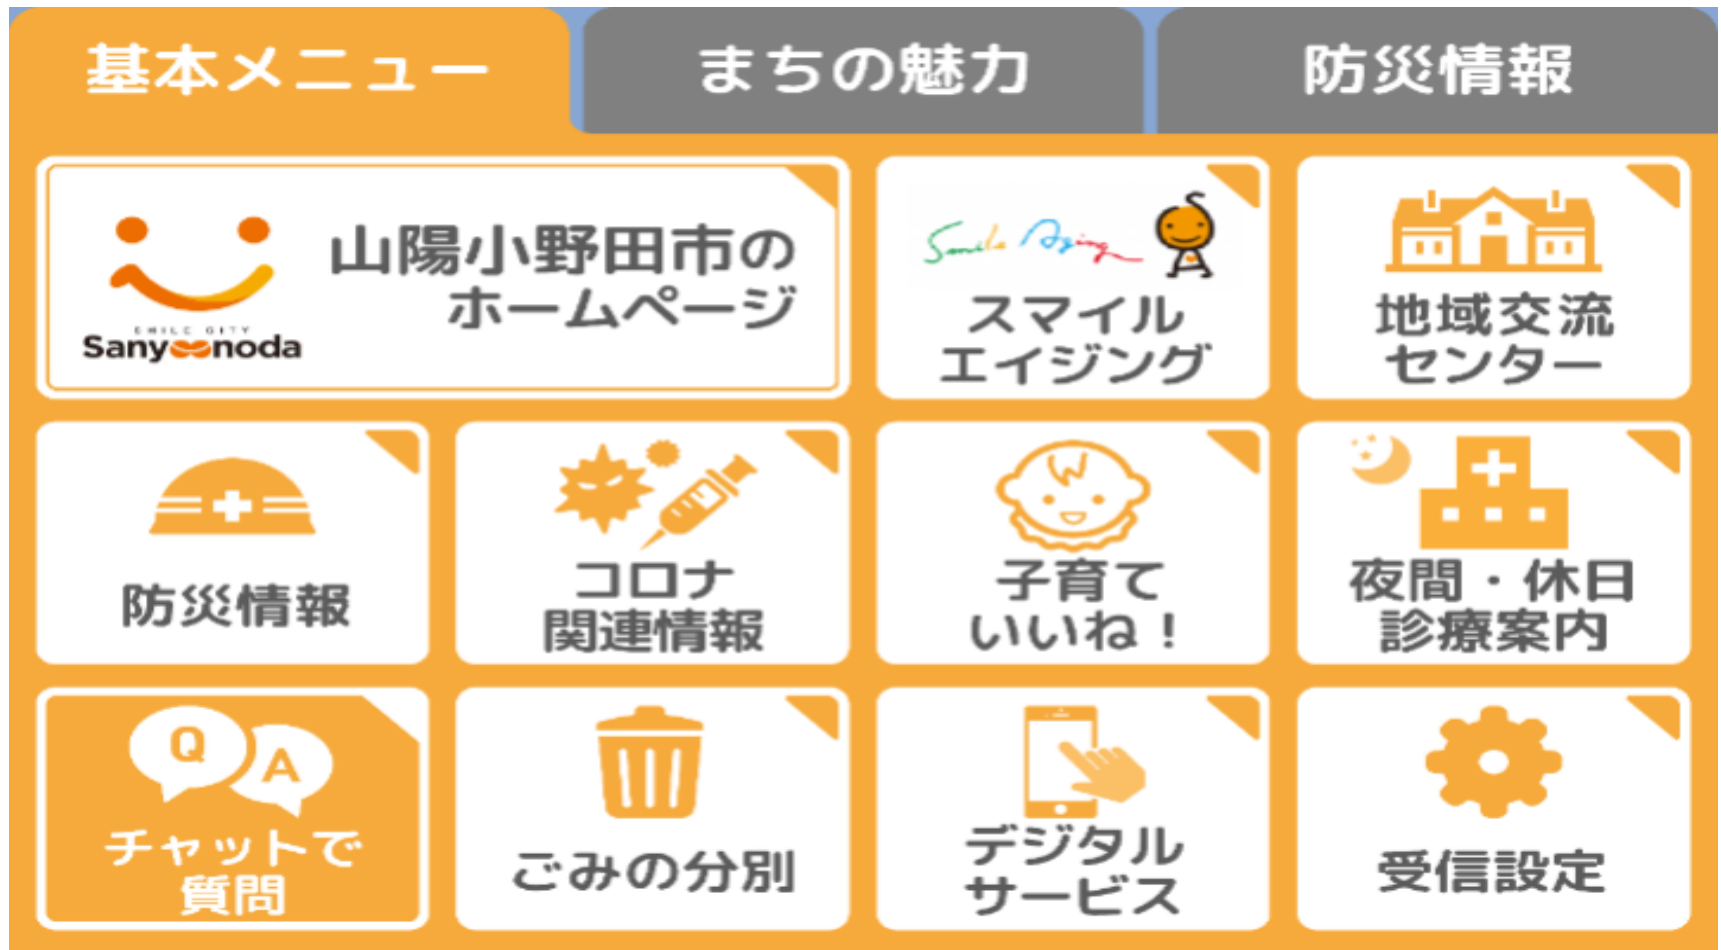 基本メニュー
まちの魅力
防災情報
山陽小野田市の
ホームページ
SMILE CITY
Sanyoonoda
Smile Aging
スマイル
エイジング
地域交流
センター
防災情報
コロナ
関連情報
子育て
いいね！
夜間・休日
診療案内
Q
A
チャットで
質問
ごみの分別
デジタル
サービス
受信設定